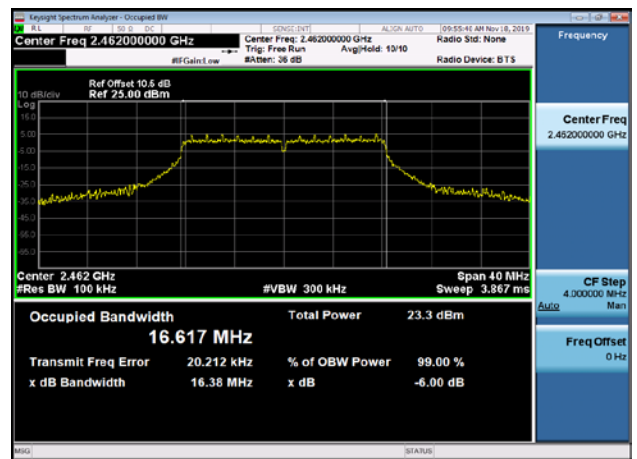 Keysight Spectrum Analyzer - Occupied BW
RL RF 50 Ω DC SENSE:INT ALIGN AUTO 09:55:40 AM Nov 18, 2019
Center Freq 2.462000000 GHz
Center Freq: 2.462000000 GHz Radio Std: None
Trig: Free Run Avg|Hold: 10/10
#IFGain:Low #Atten: 36 dB Radio Device: BTS
Ref Offset 10.6 dB
10 dB/div Ref 25.00 dBm
Log
15.0
5.00
-5.00
-15.0
-25.0
-35.0
-45.0
-55.0
-65.0
Center 2.462 GHz Span 40 MHz
#Res BW 100 kHz #VBW 300 kHz Sweep 3.867 ms
Occupied Bandwidth Total Power 23.3 dBm
16.617 MHz
Transmit Freq Error 20.212 kHz % of OBW Power 99.00 %
x dB Bandwidth 16.38 MHz x dB -6.00 dB
MSG STATUS
Frequency
Center Freq
2.462000000 GHz
CF Step
4.000000 MHz
Auto Man
Freq Offset
0 Hz